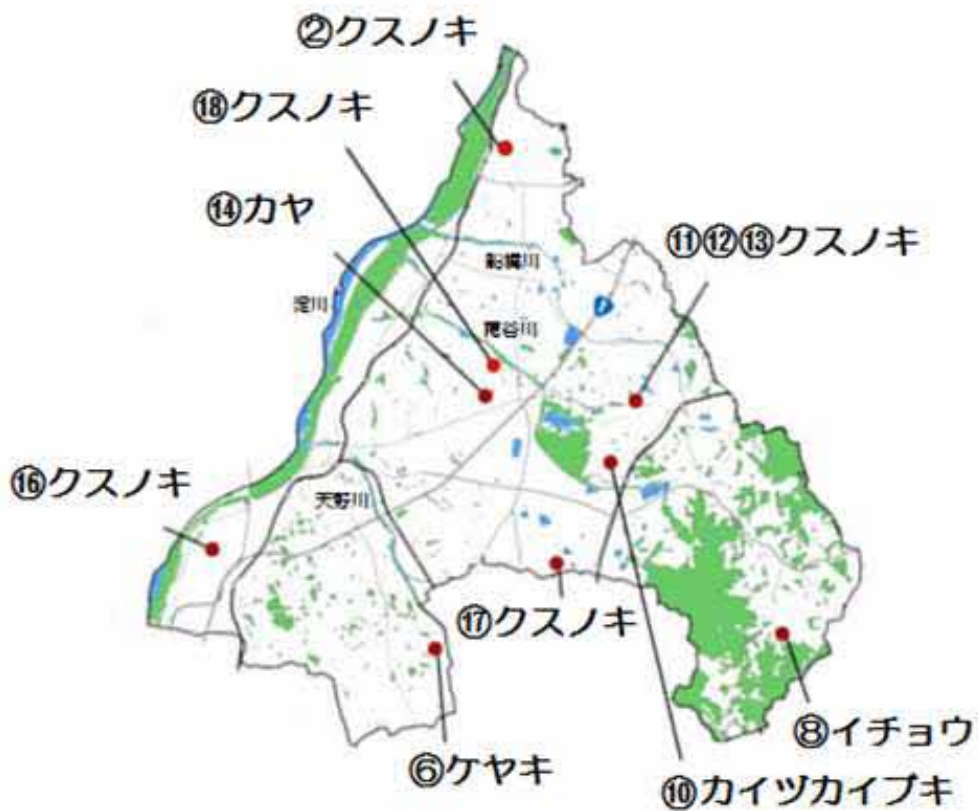 ②クスノキ
⑱クスノキ
⑭カヤ
⑪⑫⑬クスノキ
船橋川
淀川
穂谷川
⑯クスノキ
天野川
⑰クスノキ
⑧イチョウ
⑥ケヤキ
⑩カイヅカイブキ